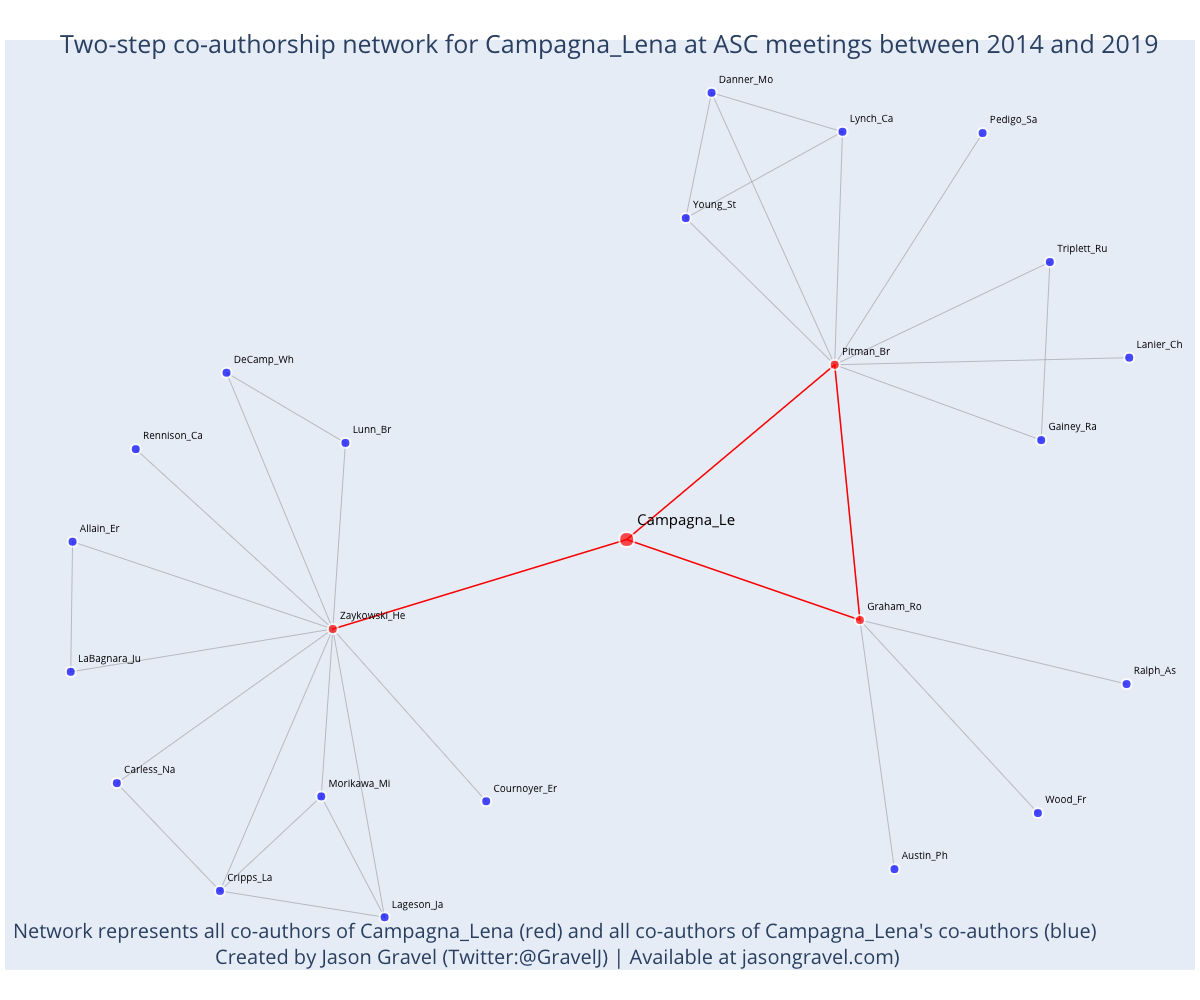 Two-step co-authorship network for Campagna_Lena at ASC meetings between 2014 and 2019
Danner_Mo
Lynch_Ca
Pedigo_Sa
Young_St
Triplett_Ru
Lanier_Ch
Pitman_Br
DeCamp_Wh
Gainey_Ra
Lunn_Br
Rennison_Ca
Campagna_Le
Allain_Er
Graham_Ro
Zaykowski_He
LaBagnara_Ju
Ralph_As
Carless_Na
Morikawa_Mi
Cournoyer_Er
Wood_Fr
Austin_Ph
Cripps_La
Lageson_Ja
Network represents all co-authors of Campagna_Lena (red) and all co-authors of Campagna_Lena's co-authors (blue)
Created by Jason Gravel (Twitter:@GravelJ) | Available at jasongravel.com)